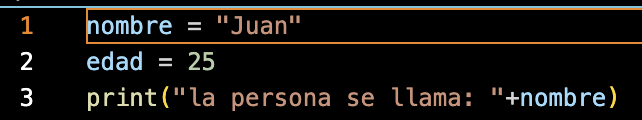 1 nombre = "Juan"
2 edad = 25
3 print("la persona se llama: "+nombre)